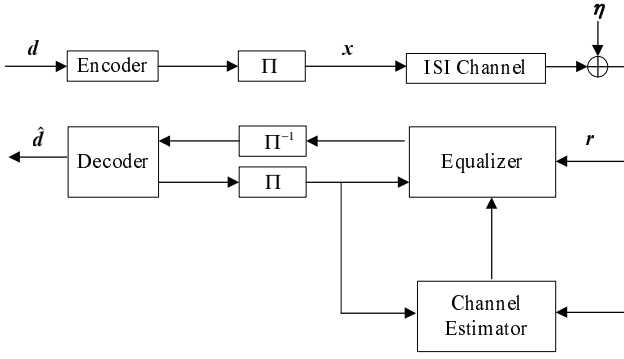 η
d
x
Encoder
Π
ISI Channel
d̂
Π⁻¹
r
Decoder
Equalizer
Π
Channel
Estimator